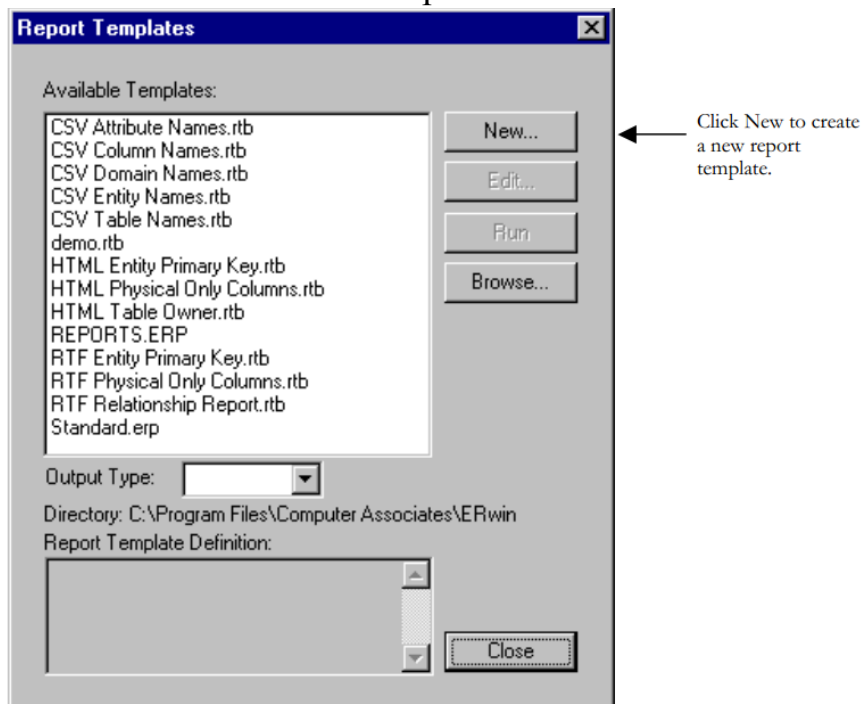 Report Templates
Available Templates:
CSV Attribute Names.rtb
CSV Column Names.rtb
CSV Domain Names.rtb
CSV Entity Names.rtb
CSV Table Names.rtb
demo.rtb
HTML Entity Primary Key.rtb
HTML Physical Only Columns.rtb
HTML Table Owner.rtb
REPORTS.ERP
RTF Entity Primary Key.rtb
RTF Physical Only Columns.rtb
RTF Relationship Report.rtb
Standard.erp
New...
Edit...
Run
Browse...
Click New to create
a new report
template.
Output Type:
Directory: C:\Program Files\Computer Associates\ERwin
Report Template Definition:
Close